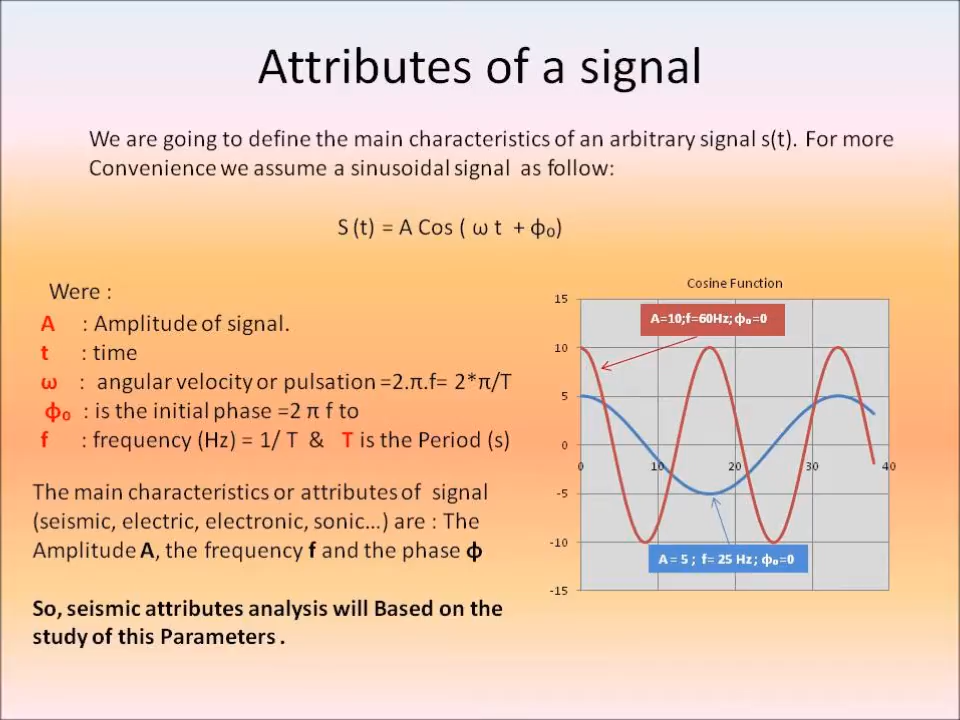 Attributes of a signal
We are going to define the main characteristics of an arbitrary signal s(t). For more
Convenience we assume a sinusoidal signal as follow:
S (t) = A Cos ( ω t + ϕ₀)
Were :
A : Amplitude of signal.
t : time
ω : angular velocity or pulsation =2.π.f= 2*π/T
ϕ₀ : is the initial phase =2 π f to
f : frequency (Hz) = 1/ T & T is the Period (s)
The main characteristics or attributes of signal
(seismic, electric, electronic, sonic...) are : The
Amplitude A, the frequency f and the phase ϕ
So, seismic attributes analysis will Based on the
study of this Parameters .
Cosine Function
15
A=10;f=60Hz; ϕ₀=0
10
5
0
0 10 20 30 40
-5
-10
A = 5 ; f= 25 Hz ; ϕ₀=0
-15